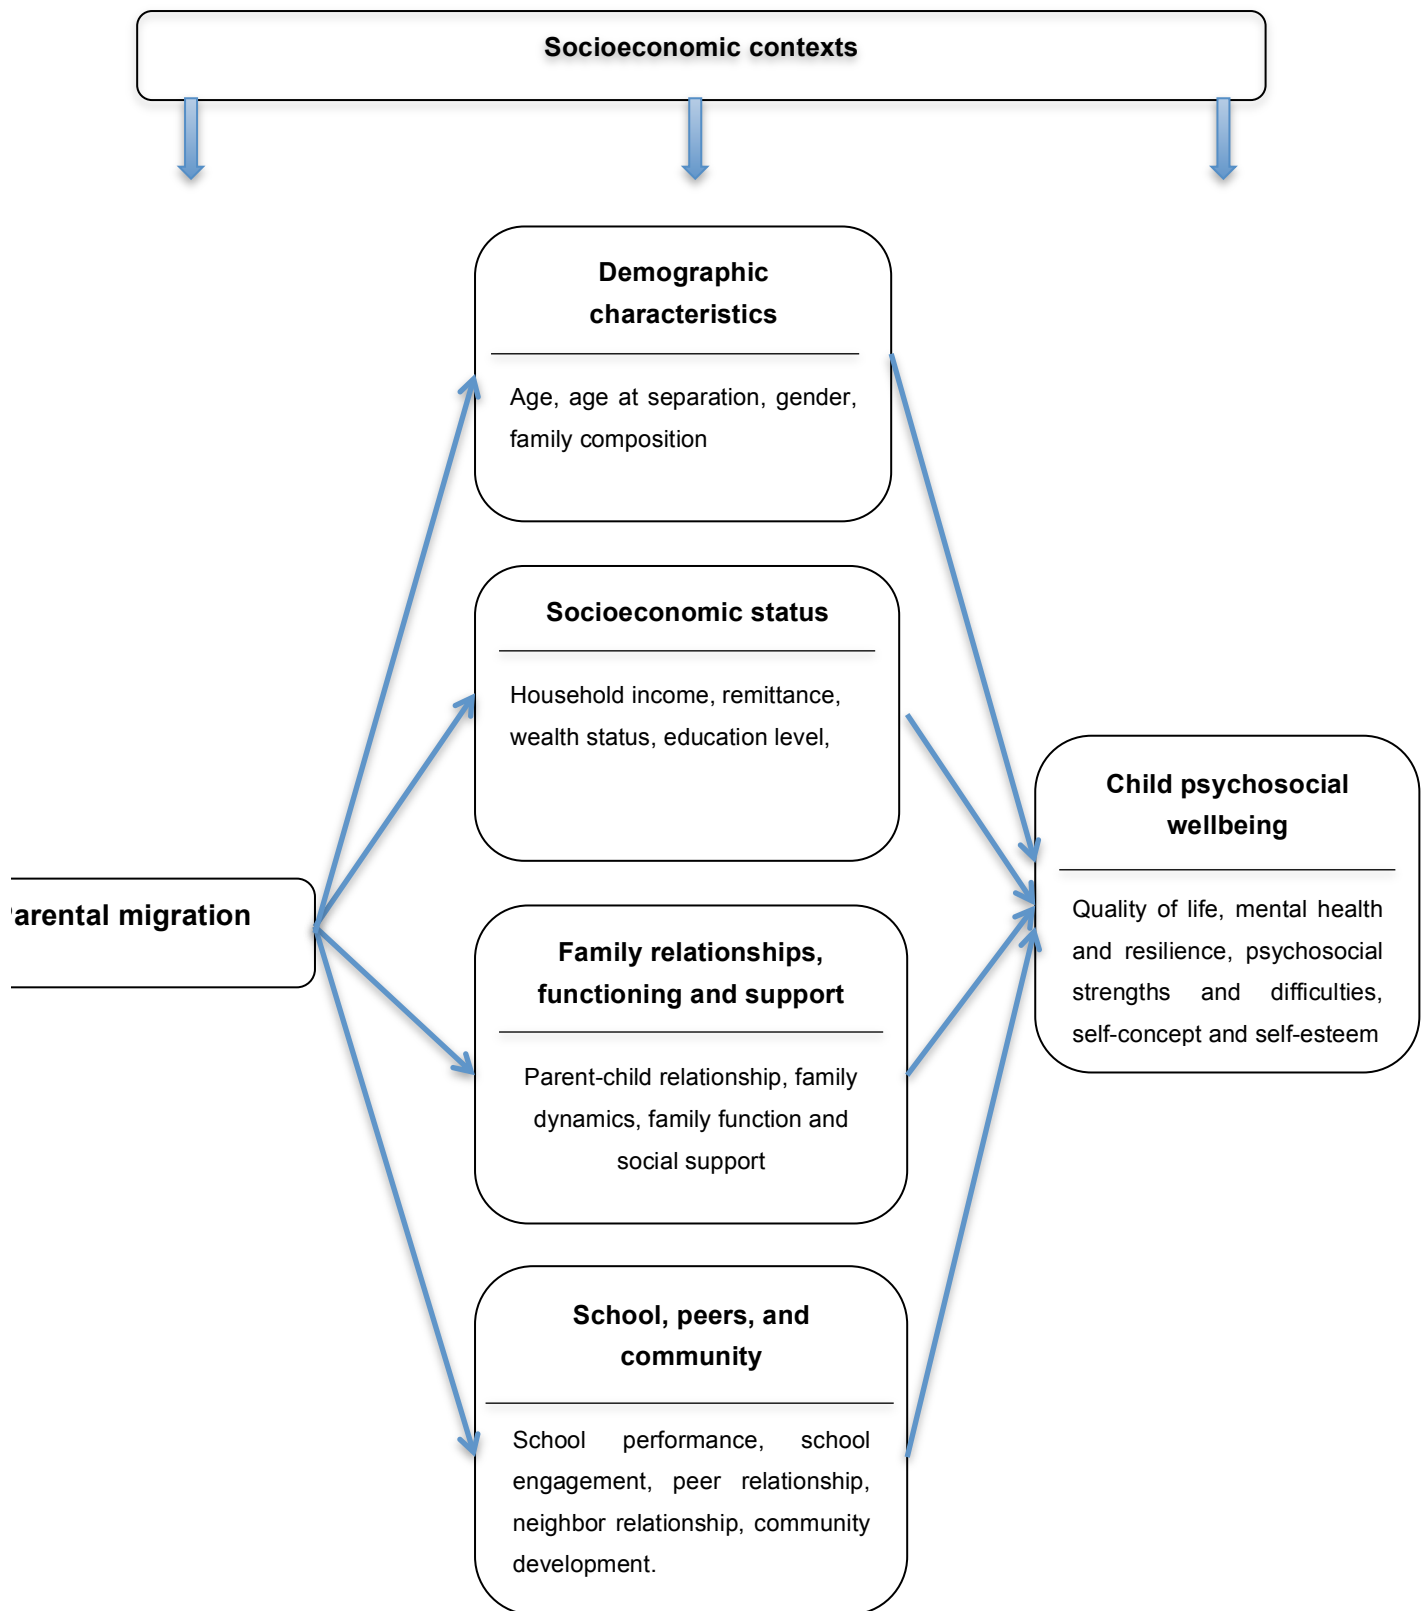 Socioeconomic contexts
Demographic
characteristics
Age, age at separation, gender,
family composition
Socioeconomic status
Household income, remittance,
wealth status, education level,
arental migration
Family relationships,
functioning and support
Parent-child relationship, family
dynamics, family function and
social support
School, peers, and
community
School performance, school
engagement, peer relationship,
neighbor relationship, community
development.
Child psychosocial
wellbeing
Quality of life, mental health
and resilience, psychosocial
strengths and difficulties,
self-concept and self-esteem